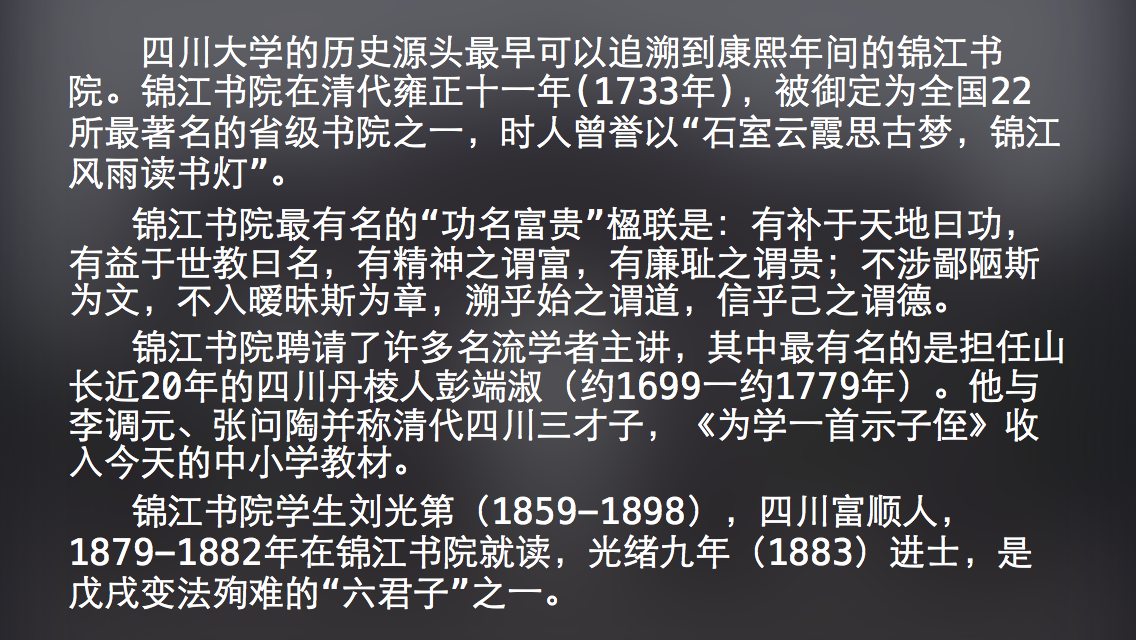 四川大学的历史源头最早可以追溯到康熙年间的锦江书
院。锦江书院在清代雍正十一年(1733年)，被御定为全国22
所最著名的省级书院之一，时人曾誉以“石室云霞思古梦，锦江
风雨读书灯”。
锦江书院最有名的“功名富贵”楹联是：有补于天地曰功，
有益于世教曰名，有精神之谓富，有廉耻之谓贵；不涉鄙陋斯
为文，不入暧昧斯为章，溯乎始之谓道，信乎己之谓德。
锦江书院聘请了许多名流学者主讲，其中最有名的是担任山
长近20年的四川丹棱人彭端淑（约1699一约1779年）。他与
李调元、张问陶并称清代四川三才子，《为学一首示子侄》收
入今天的中小学教材。
锦江书院学生刘光第（1859—1898），四川富顺人，
1879—1882年在锦江书院就读，光绪九年（1883）进士，是
戊戌变法殉难的“六君子”之一。